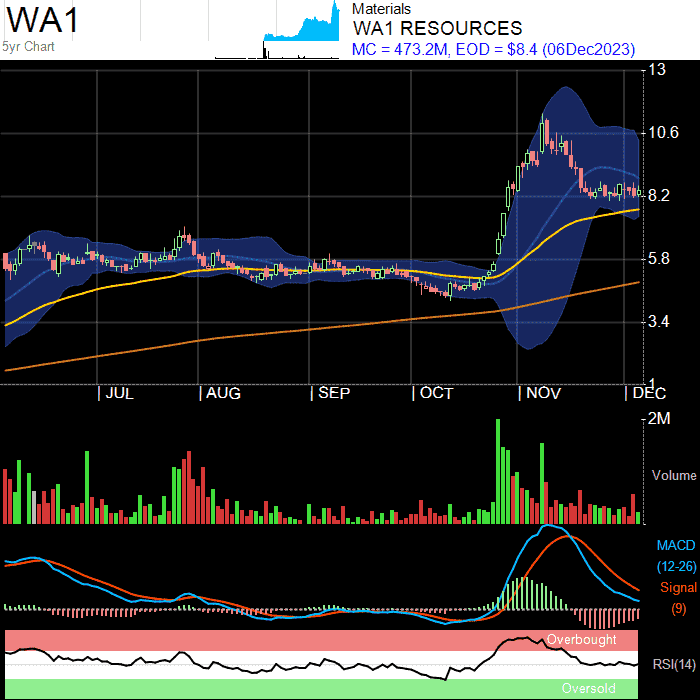 WA1
5yr Chart
Materials
WA1 RESOURCES
MC = 473.2M, EOD = $8.4 (06Dec2023)
13
10.6
8.2
5.8
3.4
1
| JUL | AUG | SEP | OCT | NOV | DEC
2M
Volume
MACD
(12-26)
Signal
(9)
Overbought
RSI(14)
Oversold